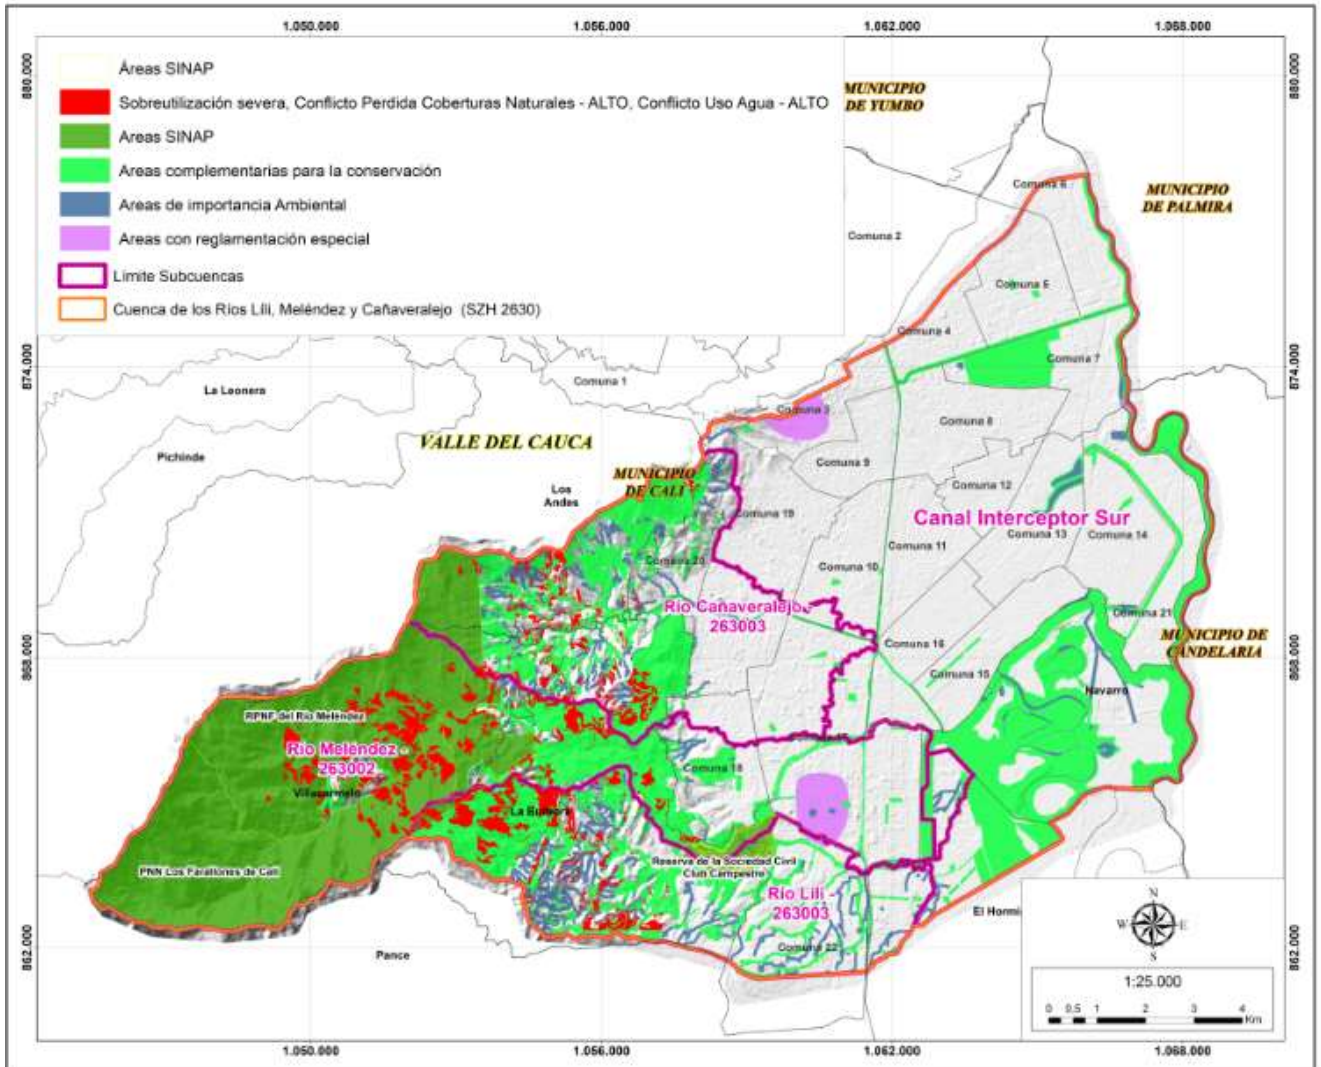 1.050.000
1.056.000
1.062.000
1.068.000
880.000
880.000
Áreas SINAP
Sobreutilización severa, Conflicto Perdida Coberturas Naturales - ALTO, Conflicto Uso Agua - ALTO
Areas SINAP
Areas complementarias para la conservación
Areas de importancia Ambiental
Areas con reglamentación especial
Limite Subcuencas
Cuenca de los Ríos Lili, Meléndez y Cañaveralejo (SZH 2630)
MUNICIPIO
DE YUMBO
MUNICIPIO
DE PALMIRA
Comuna 6
Comuna 2
Comuna 5
Comuna 4
Comuna 7
874.000
874.000
Comuna 1
La Leonera
Comuna 3
Comuna 8
VALLE DEL CAUCA
Pichinde
Comuna 9
MUNICIPIO
DE CALI
Los
Andes
Comuna 12
Comuna 19
Canal Interceptor Sur
Comuna 13
Comuna 14
Comuna 11
Comuna 20
Comuna 10
Río Cañaveralejo -
263003
Comuna 21
MUNICIPIO DE
CANDELARIA
868.000
868.000
Comuna 16
Comuna 15
Navarro
RPNF del Río Meléndez
Río Melendez -
263002
Villacarmelo
Comuna 18
La Buitrera
PNN Los Farallones de Cali
Reserva de la Sociedad Civil
Club Campestre
Río Lili -
263003
El Hormi
Comuna 22
Pance
862.000
862.000
N
W
E
S
1:25.000
0 0,5 1 2 3 4
Km
1.050.000
1.056.000
1.062.000
1.068.000